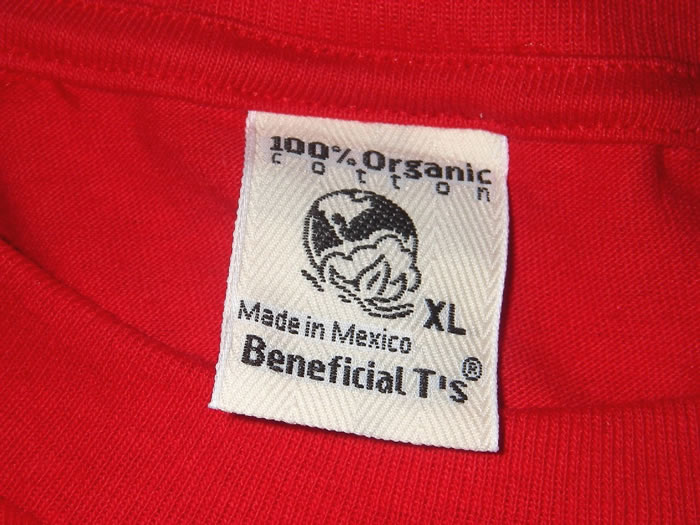 100% Organic
cotton
XL
Made in Mexico
Beneficial T's®